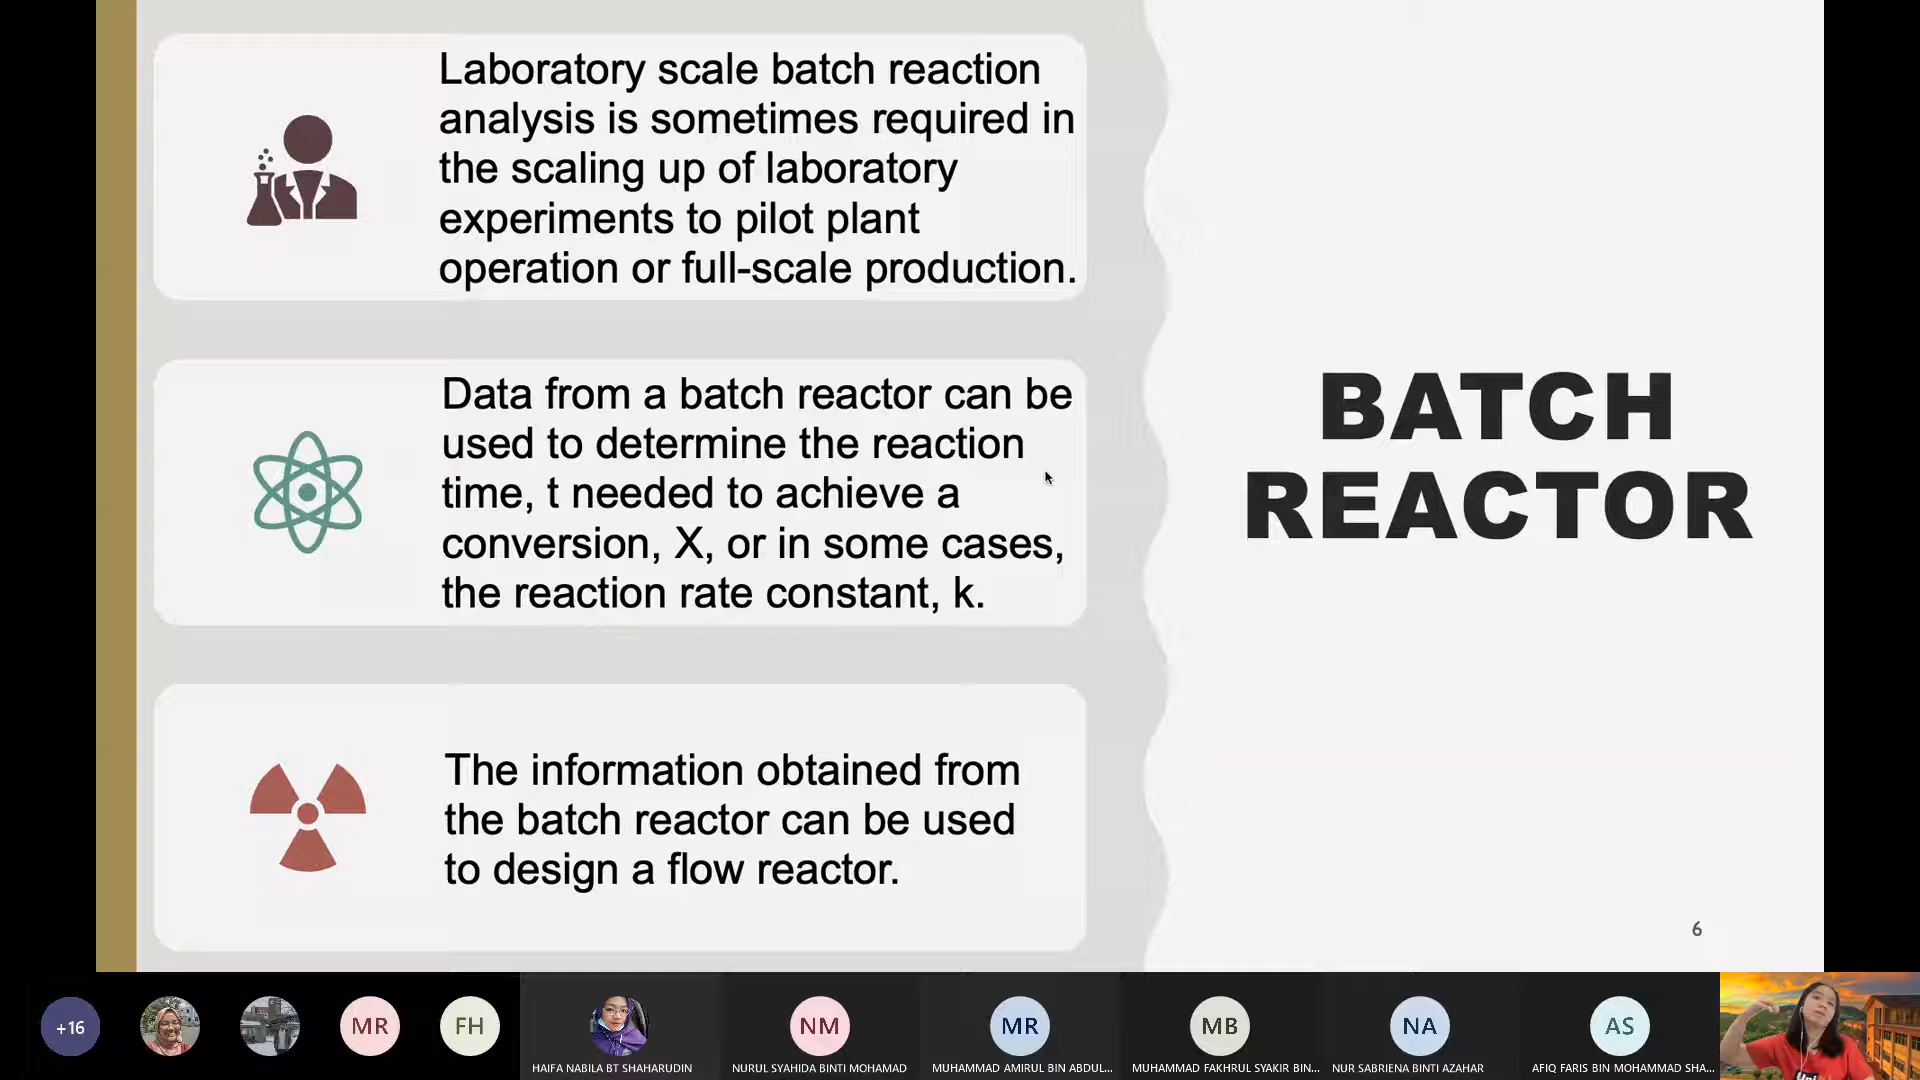 Laboratory scale batch reaction
analysis is sometimes required in
the scaling up of laboratory
experiments to pilot plant
operation or full-scale production.
Data from a batch reactor can be
used to determine the reaction
time, t needed to achieve a
conversion, X, or in some cases,
the reaction rate constant, k.
The information obtained from
the batch reactor can be used
to design a flow reactor.
BATCH
REACTOR
6
+16
MR
FH
HAIFA NABILA BT SHAHARUDIN
NM
NURUL SYAHIDA BINTI MOHAMAD
MR
MUHAMMAD AMIRUL BIN ABDUL...
MB
MUHAMMAD FAKHRUL SYAKIR BIN...
NA
NUR SABRIENA BINTI AZAHAR
AS
AFIQ FARIS BIN MOHAMMAD SHA...